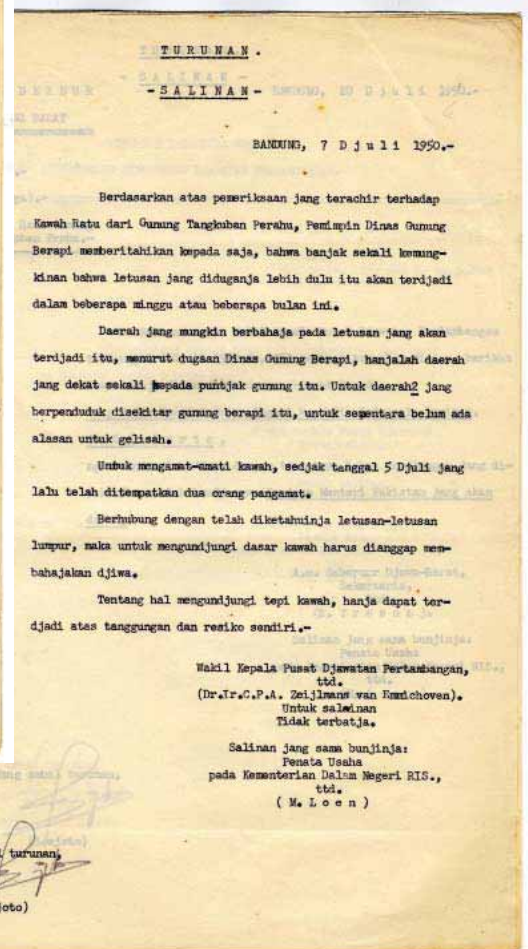 TURUNAN.
-SALINAN-
BANDUNG, 7 D j u l i 1950.-
Berdasarkan atas pemeriksaan jang terachir terhadap
Kawah Ratu dari Gunung Tangkuban Perahu, Pemimpin Dinas Gunung
Berapi memberitahikan kepada saja, bahwa banjak sekali kemung-
kinan bahwa letusan jang diduganja lebih dulu itu akan terdjadi
dalam beberapa minggu atau beberapa bulan ini.
Daerah jang mungkin berbahaja pada letusan jang akan
terdjadi itu, menurut dugaan Dinas Gunung Berapi, hanjalah daerah
jang dekat sekali kepada puntjak gunung itu. Untuk daerah2 jang
berpenduduk disekitar gunung berapi itu, untuk sementara belum ada
alasan untuk gelisah.
Untuk mengamat-amati kawah, sedjak tanggal 5 Djuli jang
lalu telah ditempatkan dua orang pangamat.
Berhubung dengan telah diketahuinja letusan-letusan
lumpur, maka untuk mengundjungi dasar kawah harus dianggap mem-
bahajakan djiwa.
Tentang hal mengundjungi tepi kawah, hanja dapat ter-
djadi atas tanggungan dan resiko sendiri.-
Wakil Kepala Pusat Djawatan Pertambangan,
ttd.
(Dr.Ir.C.P.A. Zeijlmans van Emmichoven).
Untuk salainan
Tidak terbatja.
Salinan jang sama bunjinja:
Penata Usaha
pada Kementerian Dalam Negeri RIS.,
ttd.
( M. L o e n )
turunan,
oto)